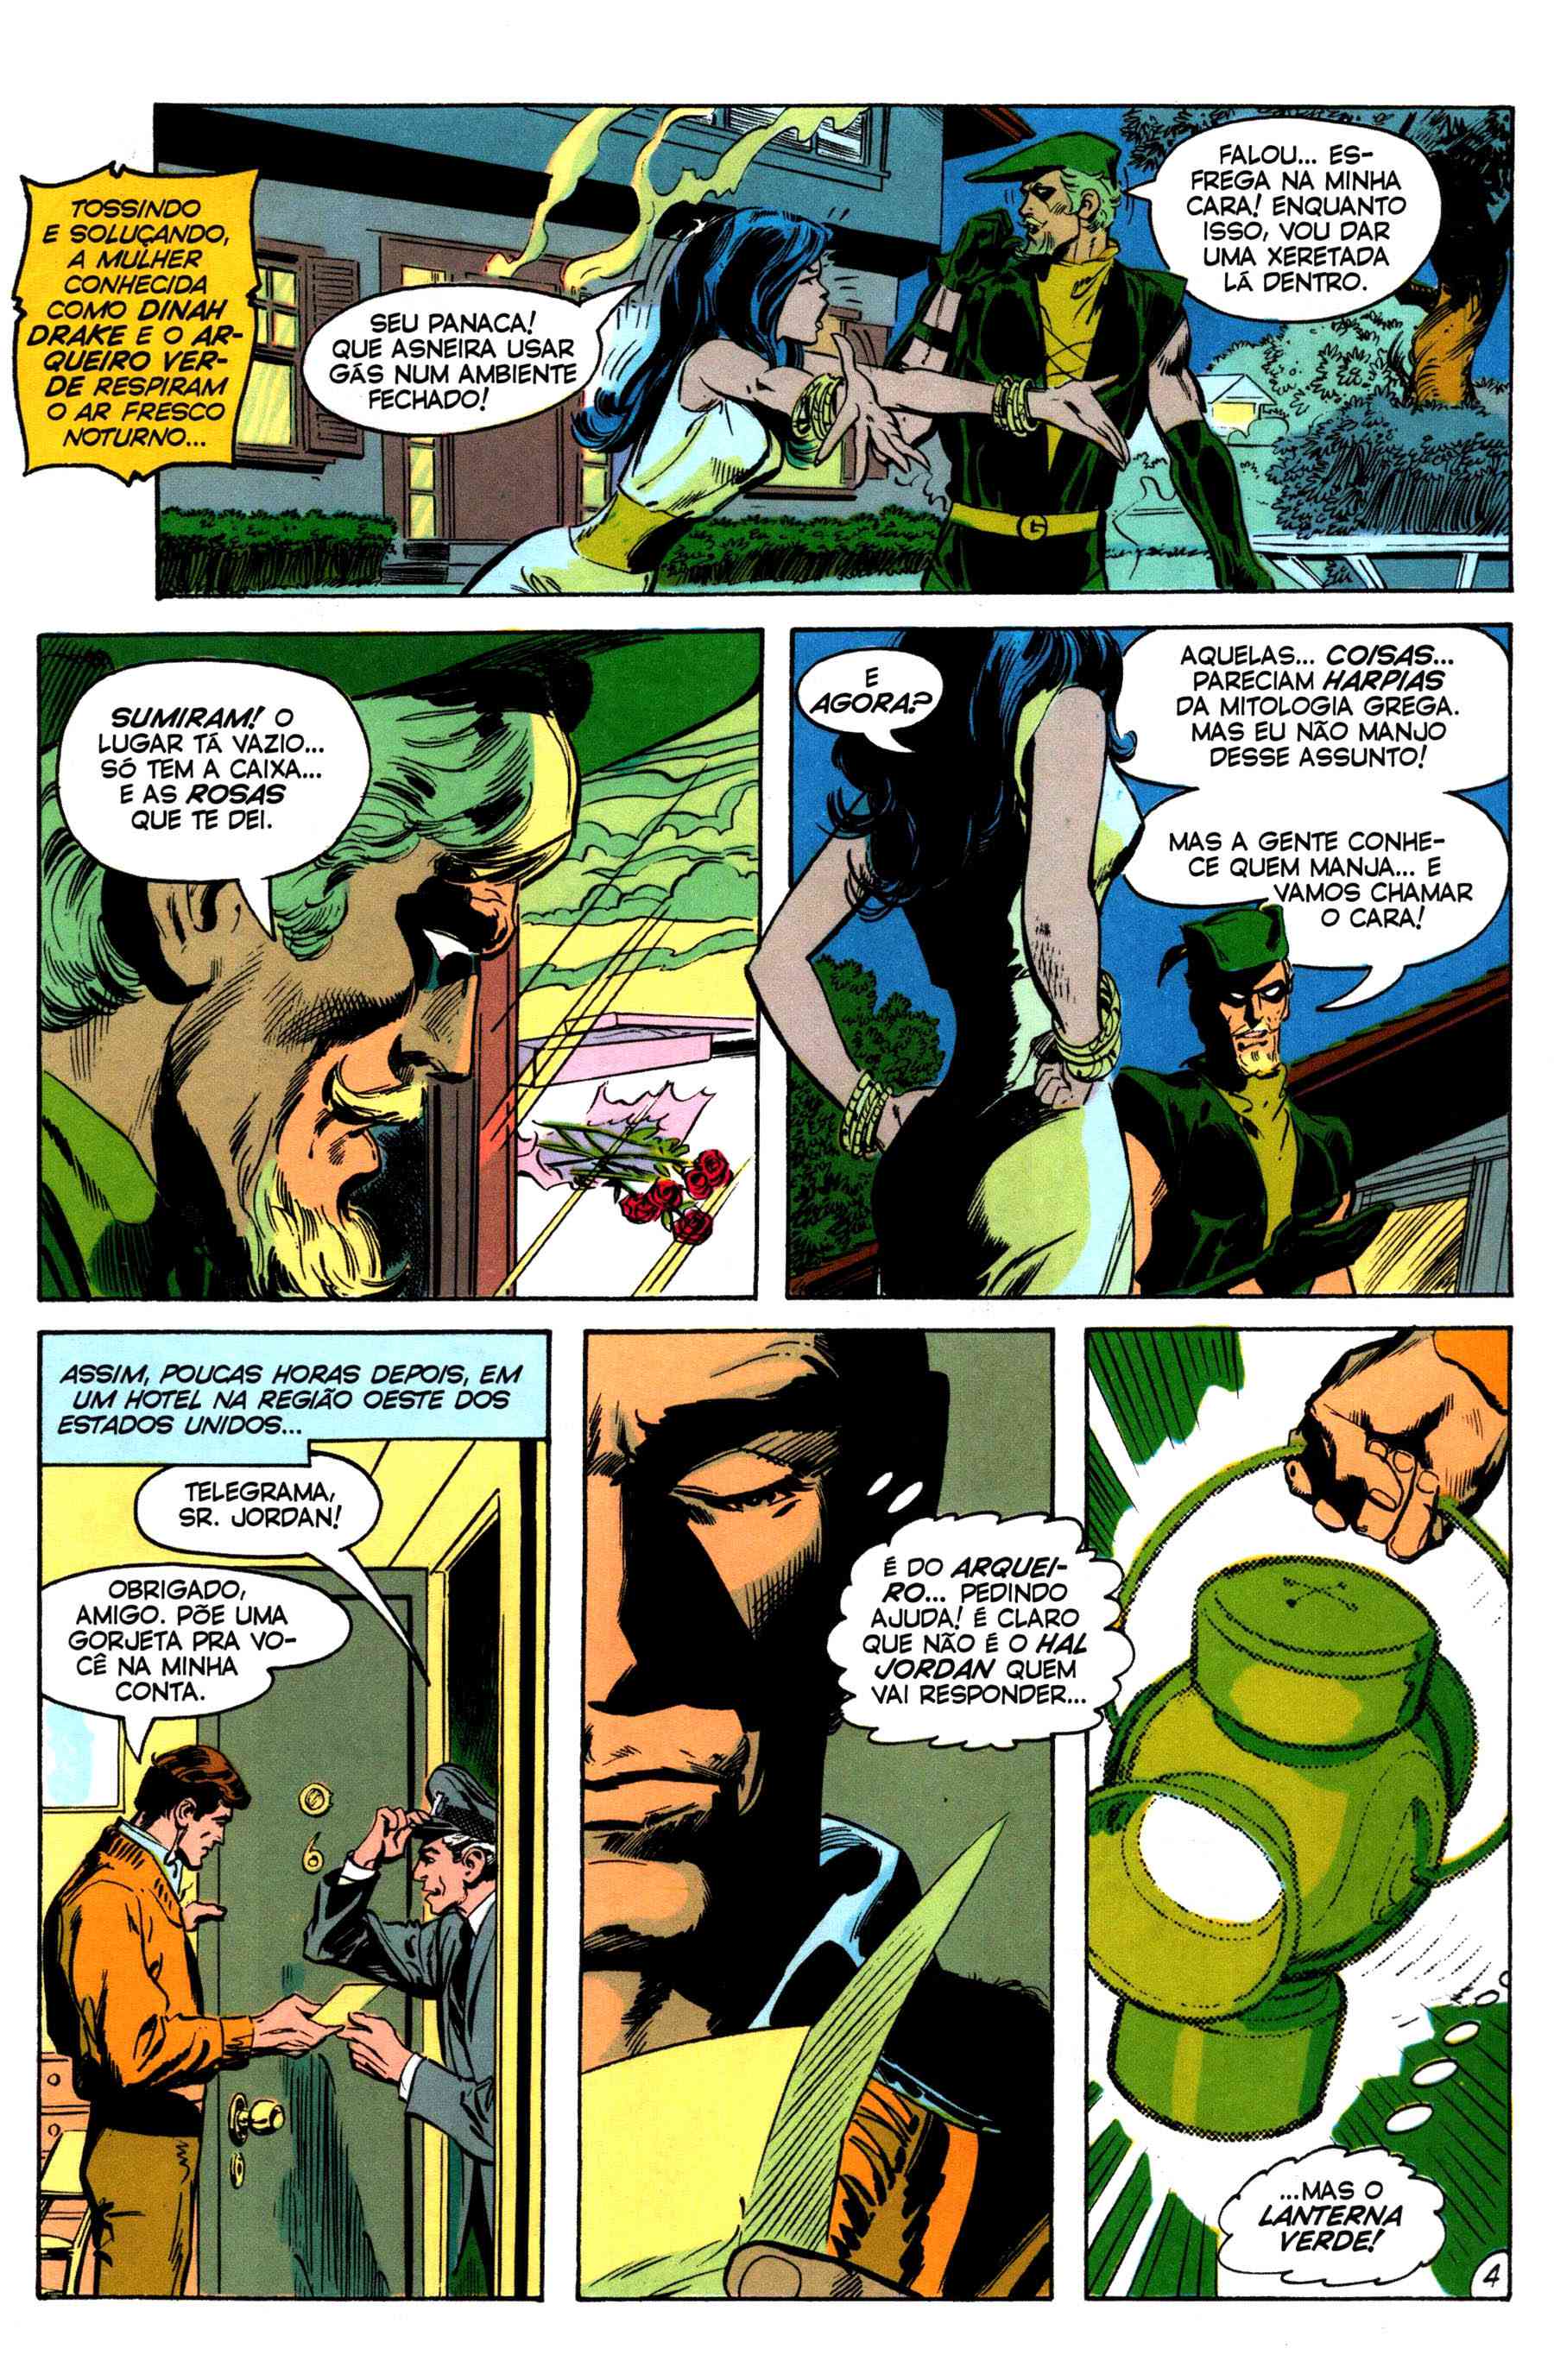 TOSSINDO
E SOLUÇANDO,
A MULHER
CONHECIDA
COMO DINAH
DRAKE E O AR-
QUEIRO VER-
DE RESPIRAM
O AR FRESCO
NOTURNO...
SEU PANACA!
QUE ASNEIRA USAR
GÁS NUM AMBIENTE
FECHADO!
FALOU... ES-
FREGA NA MINHA
CARA! ENQUANTO
ISSO, VOU DAR
UMA XERETADA
LÁ DENTRO.
G
SUMIRAM! O
LUGAR TÁ VAZIO...
SÓ TEM A CAIXA...
E AS ROSAS
QUE TE DEI.
E
AGORA?
AQUELAS... COISAS...
PARECIAM HARPIAS
DA MITOLOGIA GREGA.
MAS EU NÃO MANJO
DESSE ASSUNTO!
MAS A GENTE CONHE-
CE QUEM MANJA... E
VAMOS CHAMAR
O CARA!
ASSIM, POUCAS HORAS DEPOIS, EM
UM HOTEL NA REGIÃO OESTE DOS
ESTADOS UNIDOS...
TELEGRAMA,
SR. JORDAN!
OBRIGADO,
AMIGO. PÕE UMA
GORJETA PRA VO-
CÊ NA MINHA
CONTA.
6
É DO ARQUEI-
RO... PEDINDO
AJUDA! É CLARO
QUE NÃO É O HAL
JORDAN QUEM
VAI RESPONDER...
...MAS O
LANTERNA
VERDE!
4